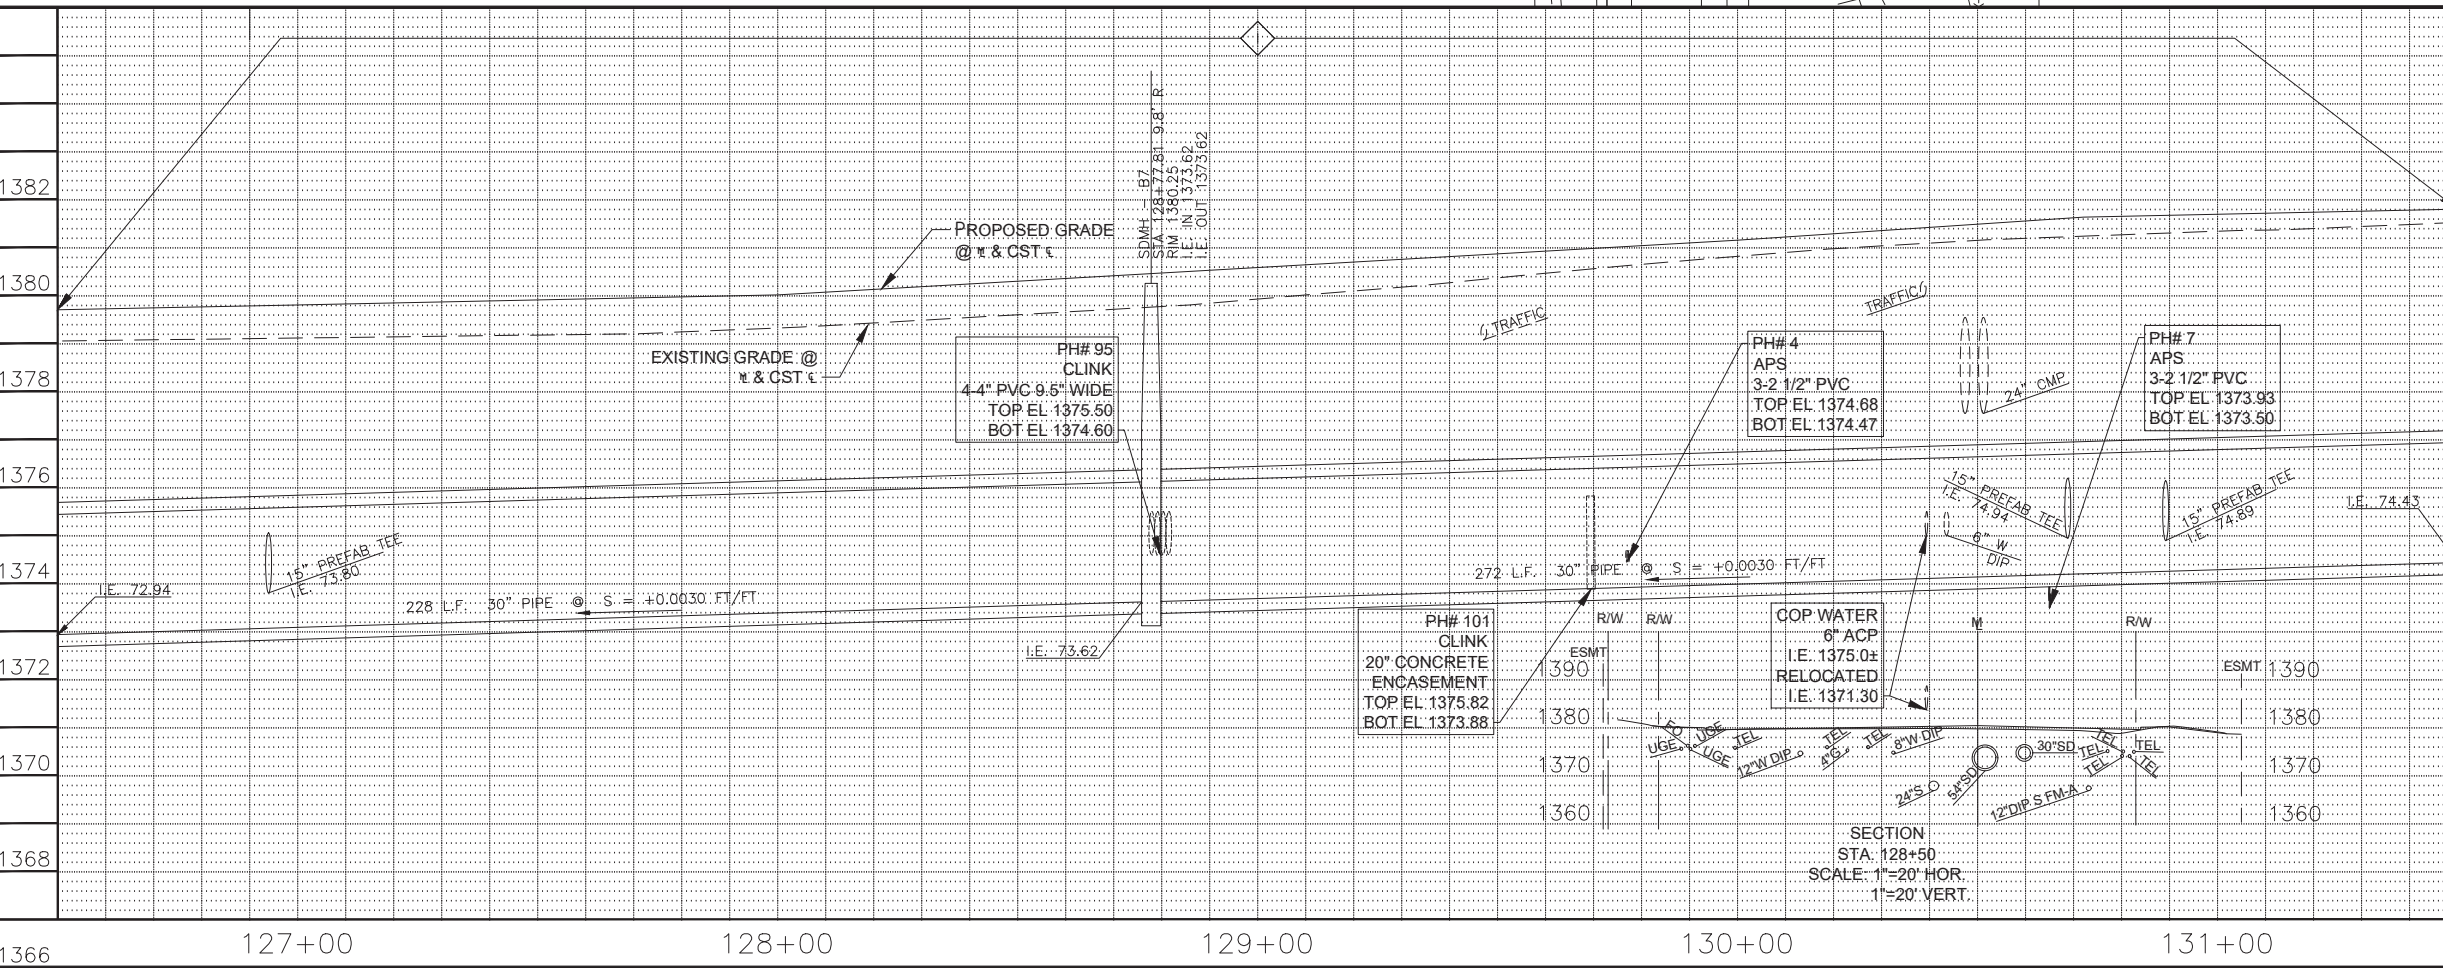 1382
1380
1378
1376
1374
1372
1370
1368
1366
PROPOSED GRADE
@ ℳ & CST ℄
EXISTING GRADE @
ℳ & CST ℄
SDMH - B7
STA 128+77.81 9.8' R
RIM 1380.25
I.E. IN 1373.62
I.E. OUT 1373.62
PH# 95
CLINK
4-4" PVC 9.5" WIDE
TOP EL 1375.50
BOT EL 1374.60
TRAFFIC
TRAFFIC
PH# 4
APS
3-2 1/2" PVC
TOP EL 1374.68
BOT EL 1374.47
24" CMP
PH# 7
APS
3-2 1/2" PVC
TOP EL 1373.93
BOT EL 1373.50
15" PREFAB TEE
I.E. 73.80
I.E. 72.94
228 L.F. 30" PIPE @ S = +0.0030 FT/FT
I.E. 73.62
272 L.F. 30" PIPE @ S = +0.0030 FT/FT
15" PREFAB TEE
I.E. 74.94
6" W
DIP
15" PREFAB TEE
I.E. 74.89
I.E. 74.43
PH# 101
CLINK
20" CONCRETE
ENCASEMENT
TOP EL 1375.82
BOT EL 1373.88
COP WATER
6" ACP
I.E. 1375.0±
RELOCATED
I.E. 1371.30
R/W
R/W
ESMT
M
R/W
ESMT
1390
1380
1370
1360
1390
1380
1370
1360
FO
UGE
UGE
UGE
TEL
12"W DIP
TEL
4"G
TEL
8"W DIP
24"S
54"SD
30"SD
12"DIP S FM-A
TEL
TEL
TEL
TEL
TEL
SECTION
STA. 128+50
SCALE: 1"=20' HOR.
1"=20' VERT.
127+00
128+00
129+00
130+00
131+00